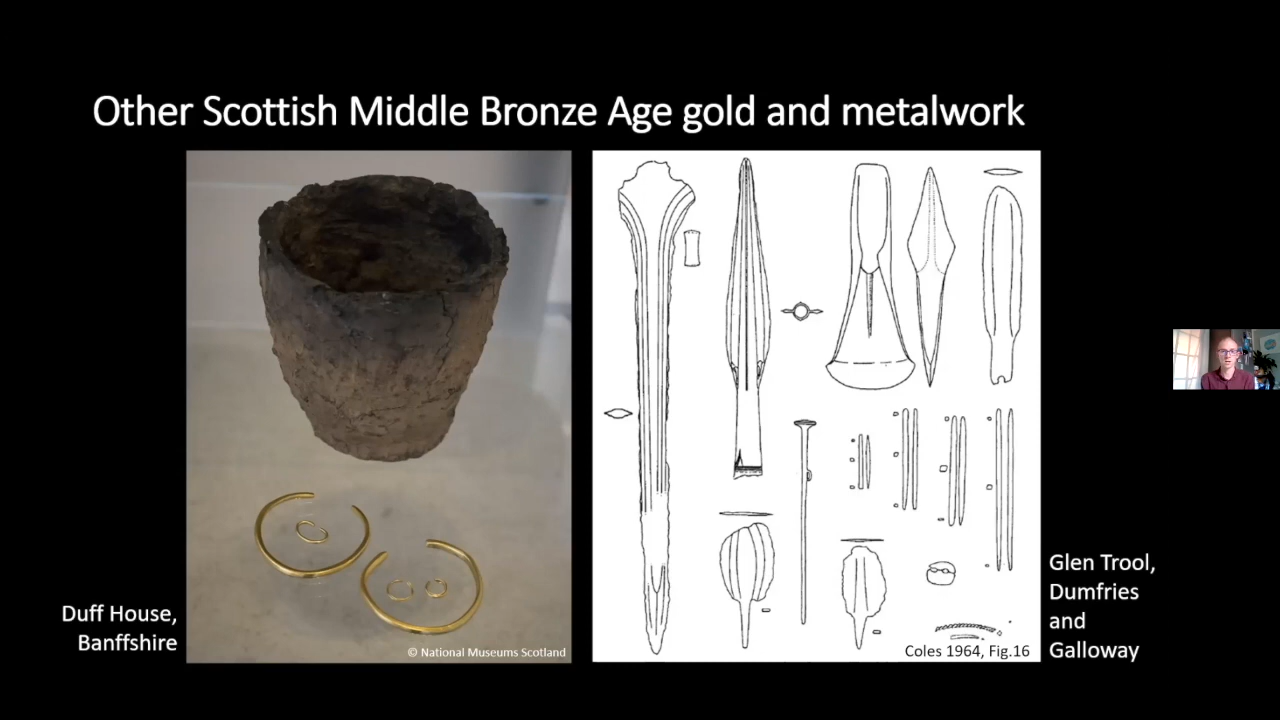 Other Scottish Middle Bronze Age gold and metalwork
Duff House,
Banffshire
© National Museums Scotland
Coles 1964, Fig.16
Glen Trool,
Dumfries
and
Galloway